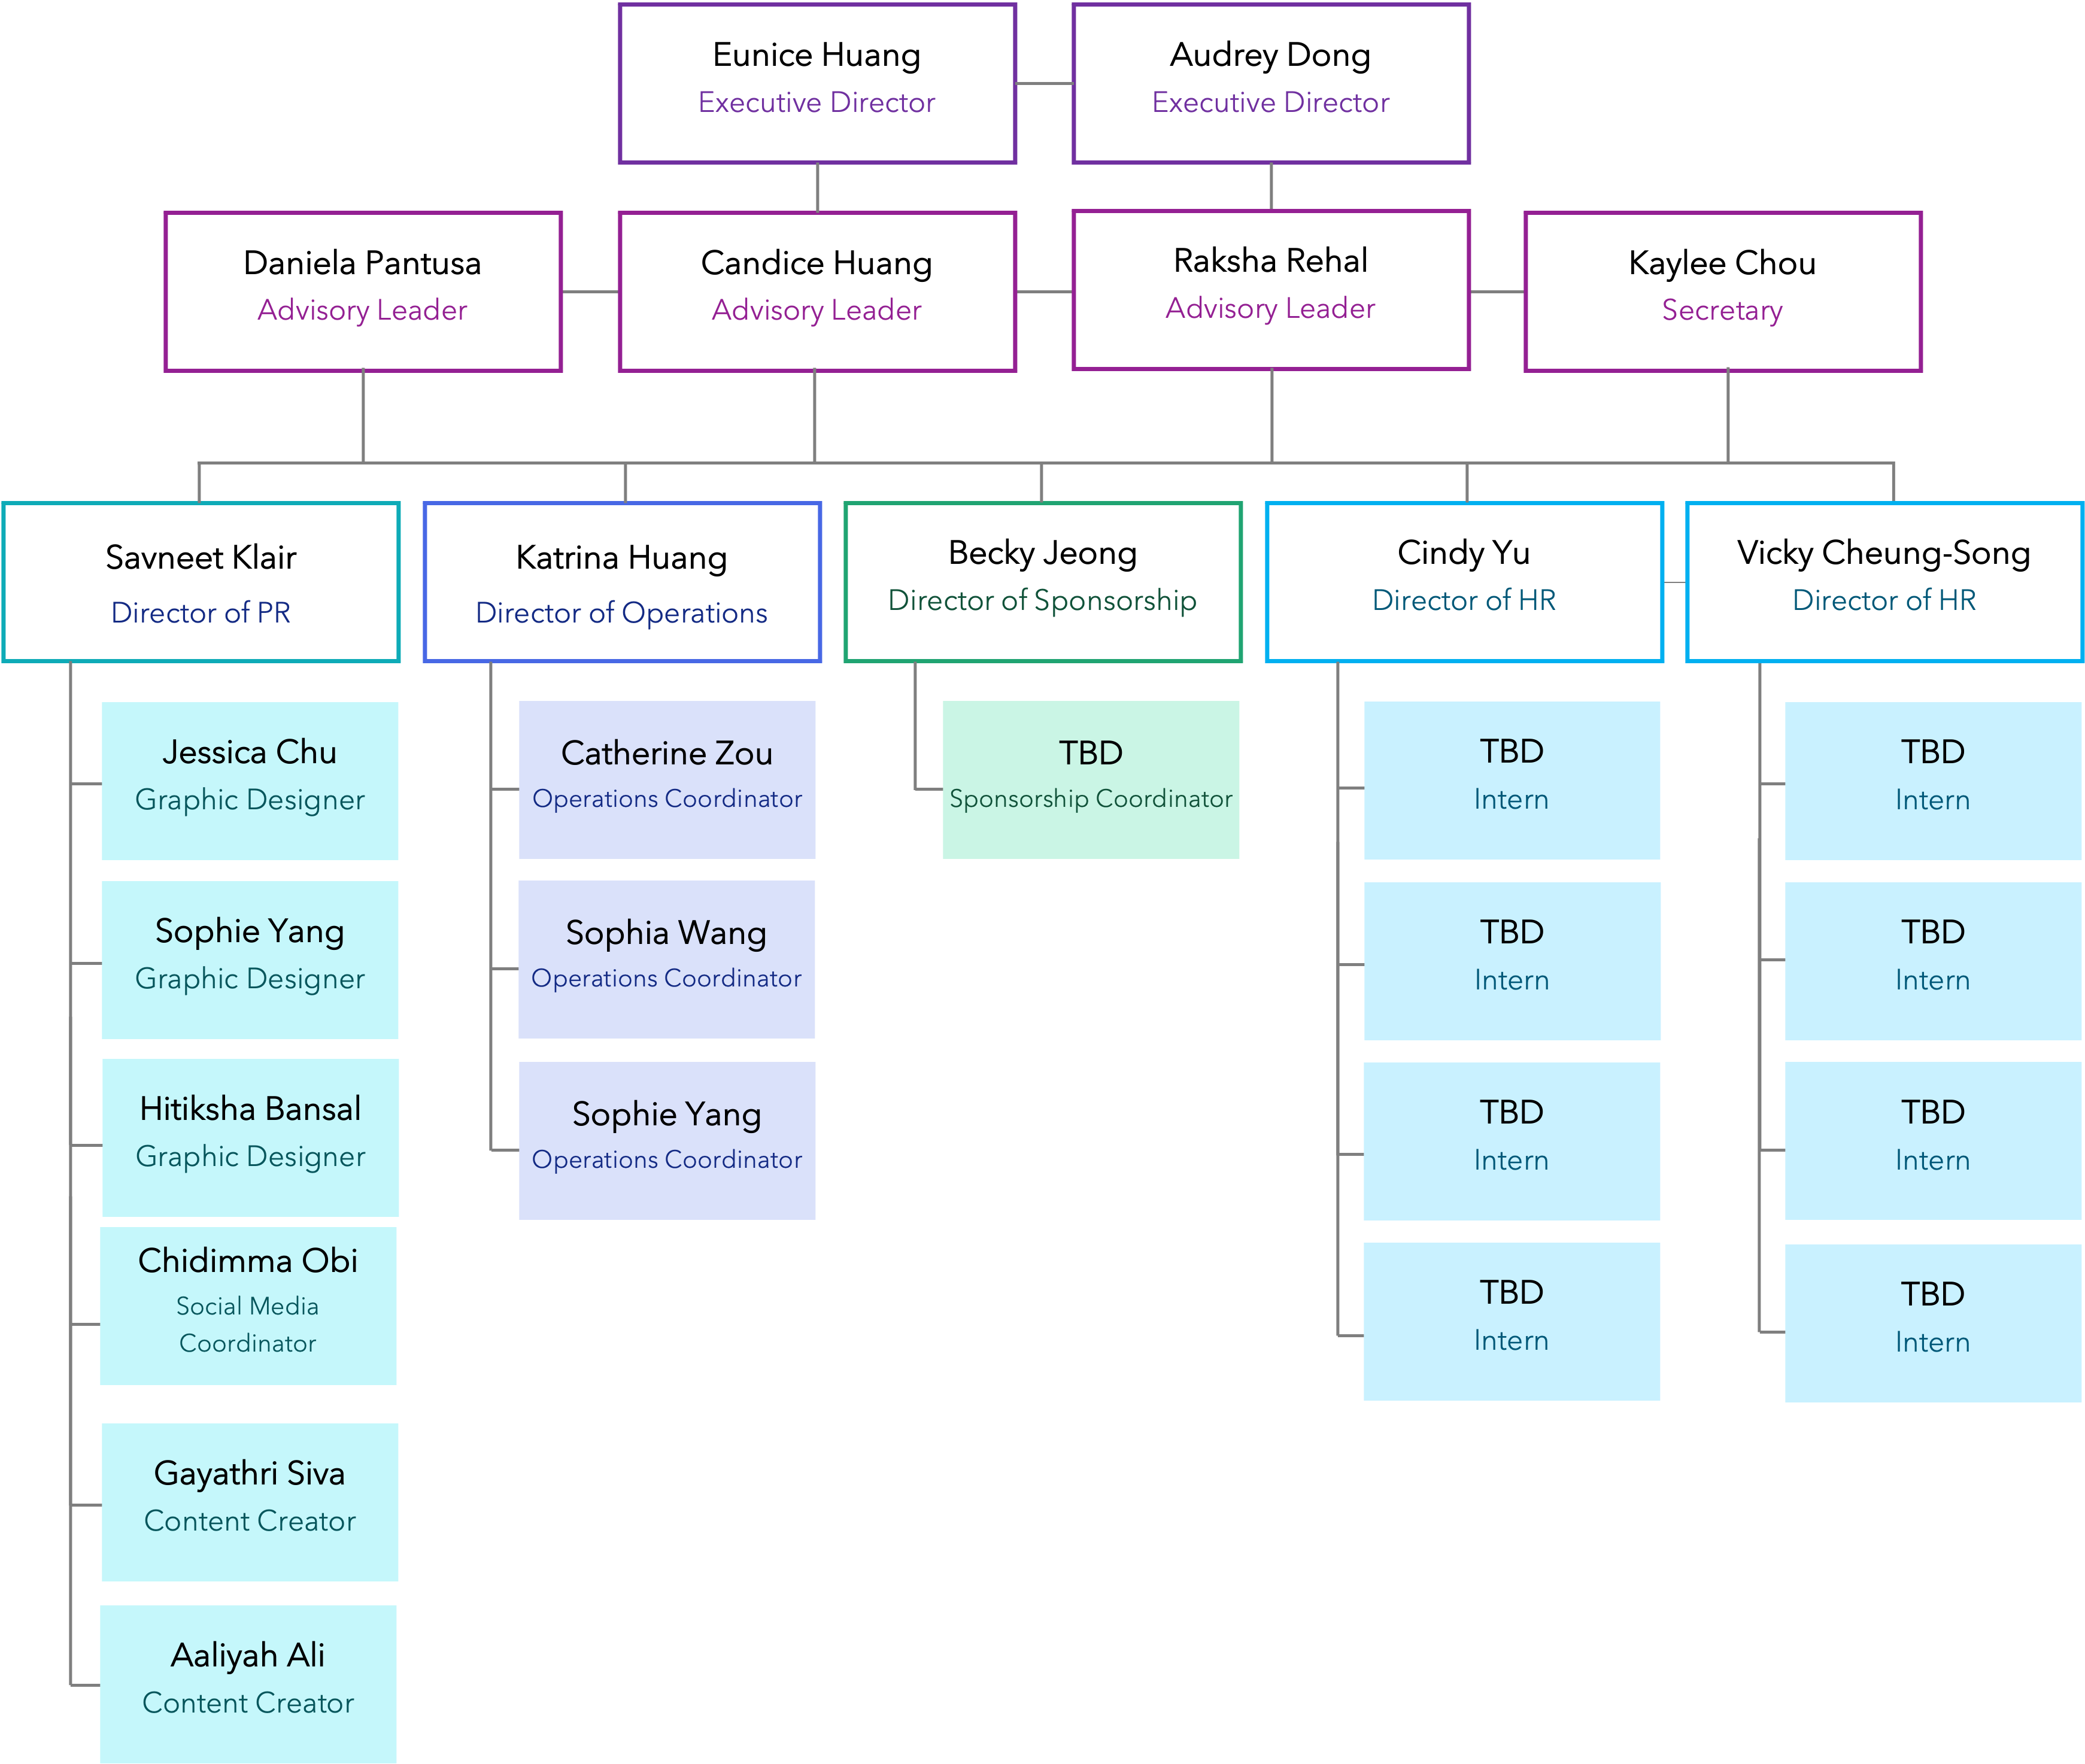 Eunice Huang
Executive Director
Audrey Dong
Executive Director
Daniela Pantusa
Advisory Leader
Candice Huang
Advisory Leader
Raksha Rehal
Advisory Leader
Kaylee Chou
Secretary
Savneet Klair
Director of PR
Katrina Huang
Director of Operations
Becky Jeong
Director of Sponsorship
Cindy Yu
Director of HR
Vicky Cheung-Song
Director of HR
Jessica Chu
Graphic Designer
Sophie Yang
Graphic Designer
Hitiksha Bansal
Graphic Designer
Chidimma Obi
Social Media
Coordinator
Gayathri Siva
Content Creator
Aaliyah Ali
Content Creator
Catherine Zou
Operations Coordinator
Sophia Wang
Operations Coordinator
Sophie Yang
Operations Coordinator
TBD
Sponsorship Coordinator
TBD
Intern
TBD
Intern
TBD
Intern
TBD
Intern
TBD
Intern
TBD
Intern
TBD
Intern
TBD
Intern